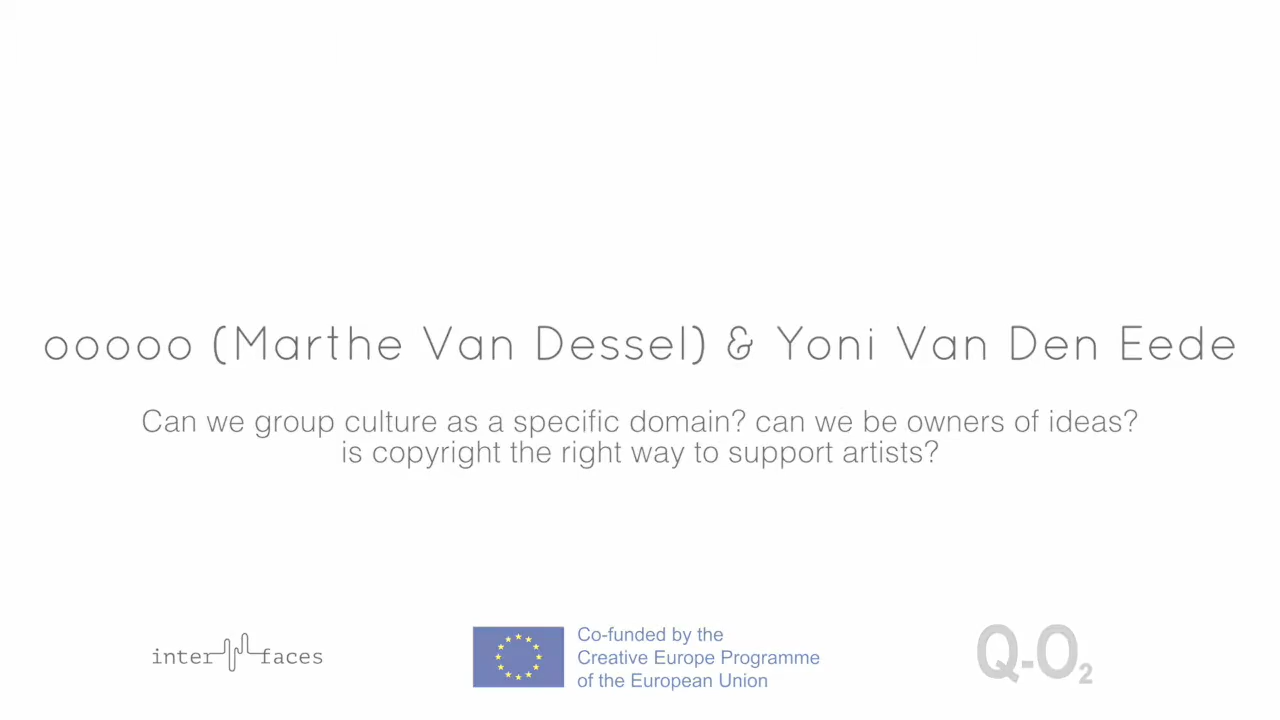 ooooo (Marthe Van Dessel) & Yoni Van Den Eede
Can we group culture as a specific domain? can we be owners of ideas?
is copyright the right way to support artists?
inter faces
Co-funded by the
Creative Europe Programme
of the European Union
Q-O2